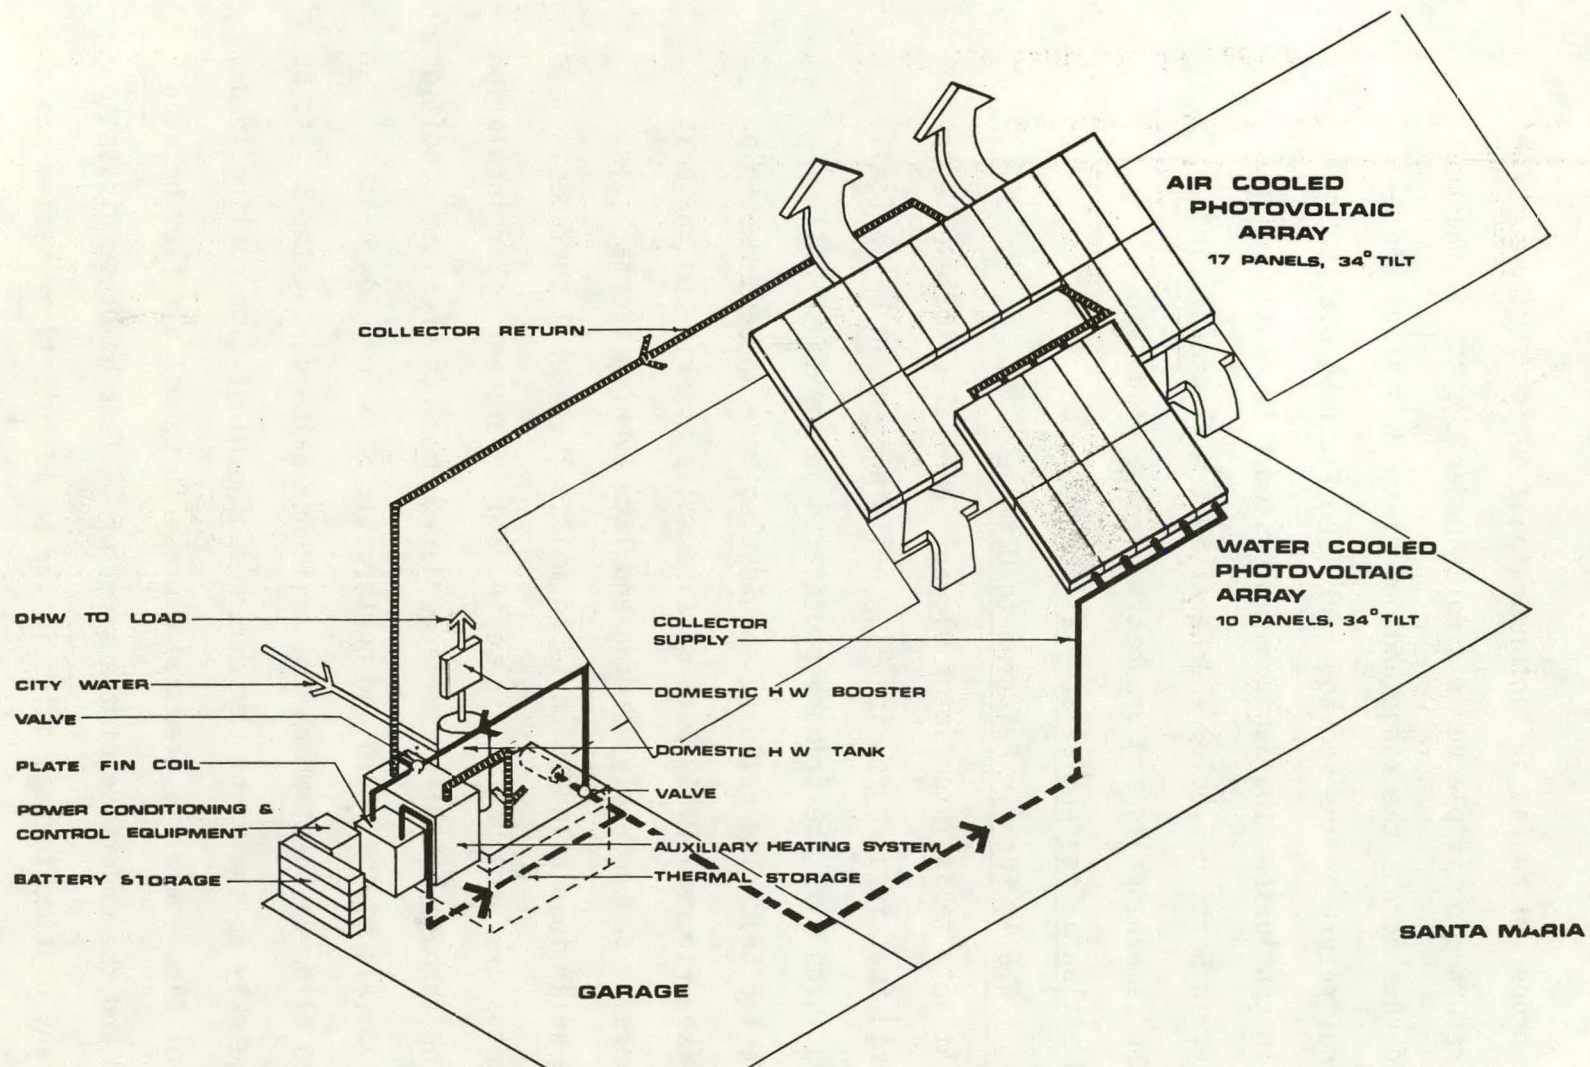 AIR COOLED
PHOTOVOLTAIC
ARRAY
17 PANELS, 34° TILT
COLLECTOR RETURN
WATER COOLED
PHOTOVOLTAIC
ARRAY
10 PANELS, 34° TILT
DHW TO LOAD
COLLECTOR
SUPPLY
CITY WATER
DOMESTIC H W BOOSTER
VALVE
DOMESTIC H W TANK
PLATE FIN COIL
VALVE
POWER CONDITIONING &
CONTROL EQUIPMENT
AUXILIARY HEATING SYSTEM
BATTERY STORAGE
THERMAL STORAGE
SANTA MARIA
GARAGE